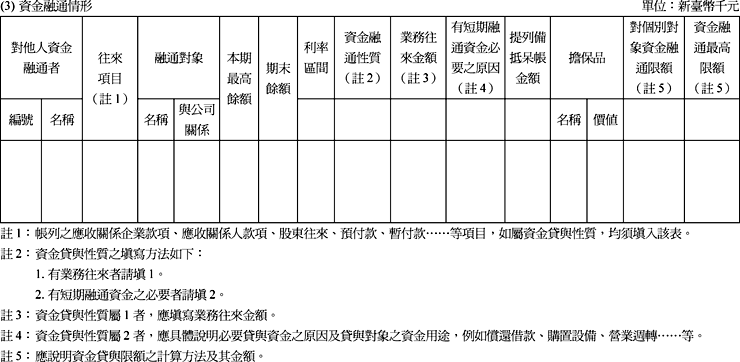 (3) 資金融通情形 單位：新臺幣千元
對他人資金融通者 往來項目（註1） 融通對象 本期最高餘額 期末餘額 利率區間 資金融通性質（註2） 業務往來金額（註3） 有短期融通資金必要之原因（註4） 提列備抵呆帳金額 擔保品 對個別對象資金融通限額（註5） 資金融通最高限額（註5）
編號 名稱 名稱 與公司關係 名稱 價值
註1：帳列之應收關係企業款項、應收關係人款項、股東往來、預付款、暫付款……等項目，如屬資金貸與性質，均須填入該表。
註2：資金貸與性質之填寫方法如下：
1. 有業務往來者請填1。
2. 有短期融通資金之必要者請填2。
註3：資金貸與性質屬1者，應填寫業務往來金額。
註4：資金貸與性質屬2者，應具體說明必要貸與資金之原因及貸與對象之資金用途，例如償還借款、購置設備、營業週轉……等。
註5：應說明資金貸與限額之計算方法及其金額。